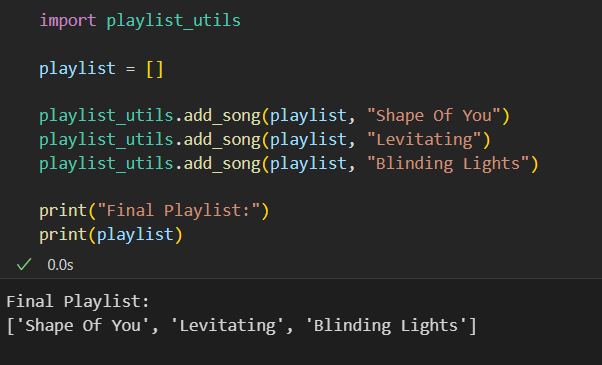 import playlist_utils
playlist = []
playlist_utils.add_song(playlist, "Shape Of You")
playlist_utils.add_song(playlist, "Levitating")
playlist_utils.add_song(playlist, "Blinding Lights")
print("Final Playlist:")
print(playlist)
0.0s
Final Playlist:
['Shape Of You', 'Levitating', 'Blinding Lights']